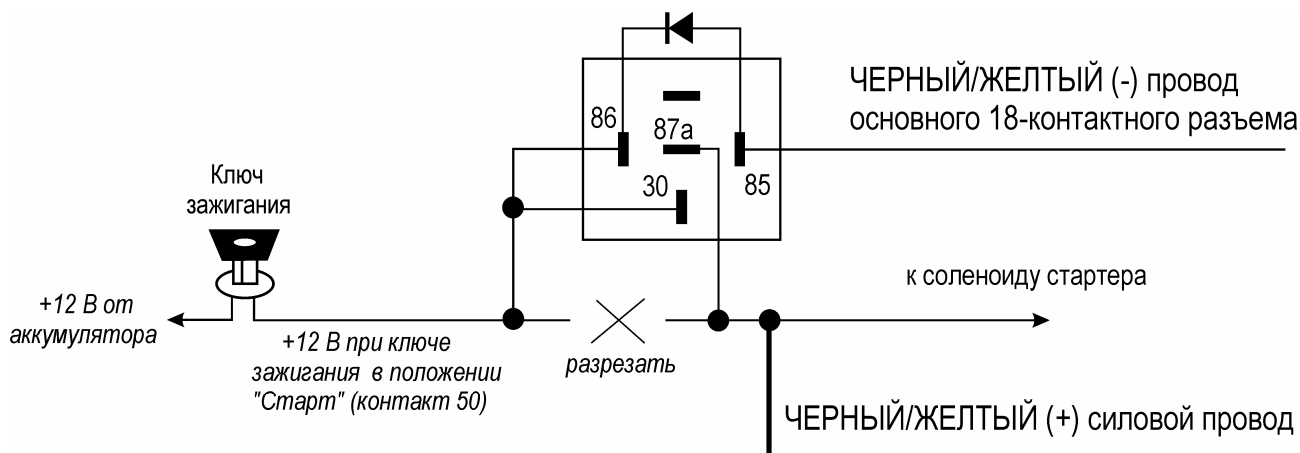 ЧЕРНЫЙ/ЖЕЛТЫЙ (-) провод
основного 18-контактного разъема
86
87a
30
85
Ключ
зажигания
к соленоиду стартера
+12 В от
аккумулятора
+12 В при ключе
зажигания в положении
"Старт" (контакт 50)
разрезать
ЧЕРНЫЙ/ЖЕЛТЫЙ (+) силовой провод